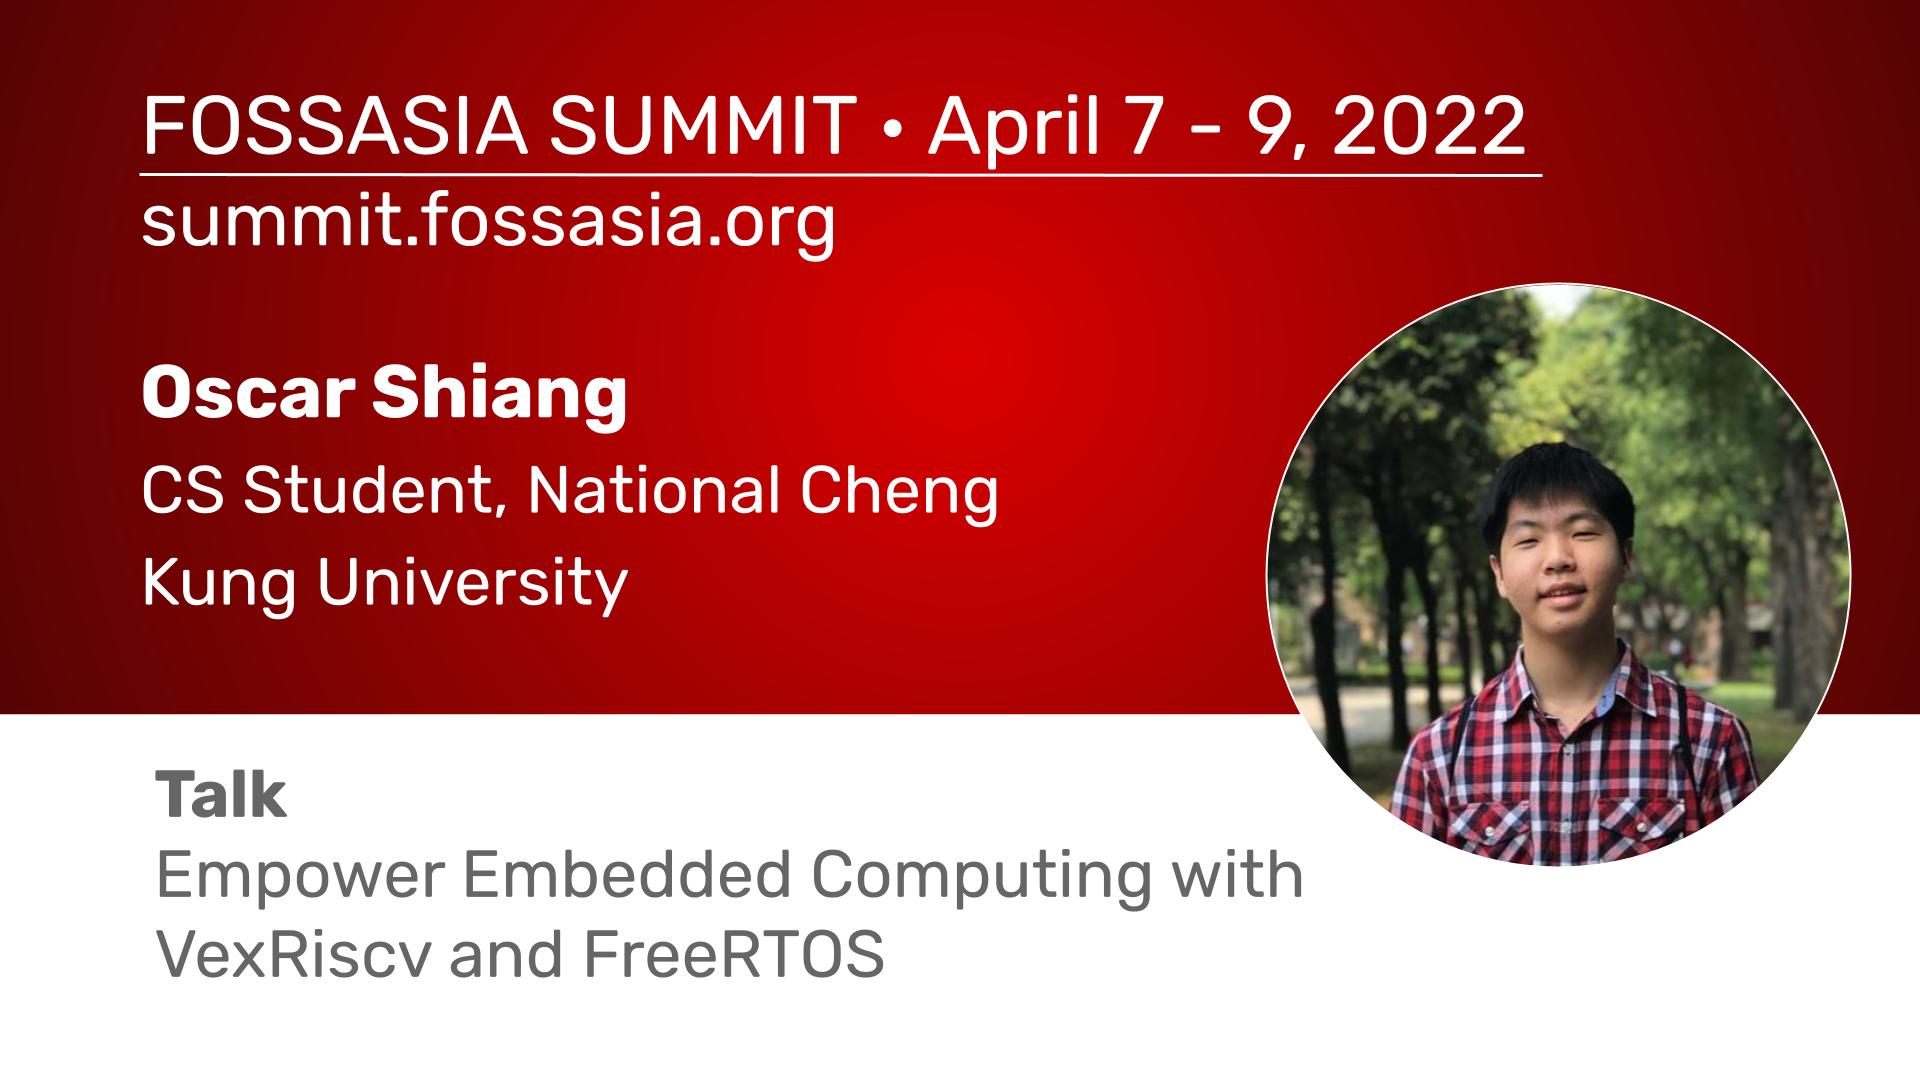 FOSSASIA SUMMIT • April 7 - 9, 2022
summit.fossasia.org
Oscar Shiang
CS Student, National Cheng
Kung University
Talk
Empower Embedded Computing with
VexRiscv and FreeRTOS